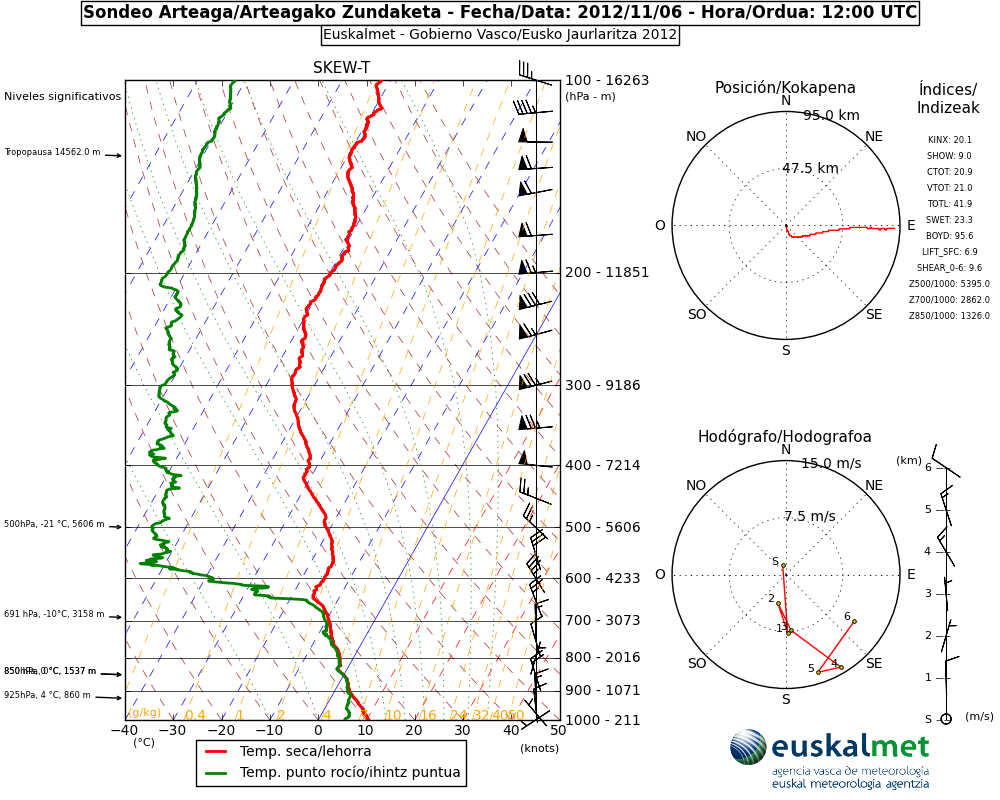 Sondeo Arteaga/Arteagako Zundaketa - Fecha/Data: 2012/11/06 - Hora/Ordua: 12:00 UTC
Euskalmet - Gobierno Vasco/Eusko Jaurlaritza 2012
SKEW-T
Niveles significativos
Tropopausa 14562.0 m
500hPa, -21 °C, 5606 m
691 hPa, -10°C, 3158 m
925hPa, 4 °C, 860 m
100 - 16263
(hPa - m)
200 - 11851
300 - 9186
400 - 7214
500 - 5606
600 - 4233
700 - 3073
800 - 2016
900 - 1071
1000 - 211
(g/kg) 0.4 1 2 4 10 16 24 32
−40 −30 −20 −10 0 10 20 30 40 50
(°C)
(knots)
Temp. seca/lehorra
Temp. punto rocío/ihintz puntua
Posición/Kokapena
N
95.0 km
NO
NE
47.5 km
O
E
SO
SE
S
Índices/
Indizeak
KINX: 20.1
SHOW: 9.0
CTOT: 20.9
VTOT: 21.0
TOTL: 41.9
SWET: 23.3
BOYD: 95.6
LIFT_SFC: 6.9
SHEAR_0-6: 9.6
Z500/1000: 5395.0
Z700/1000: 2862.0
Z850/1000: 1326.0
Hodógrafo/Hodografoa
N
15.0 m/s
NO
NE
7.5 m/s
S
O
E
2
6
1
5
4
SO
SE
S
(km)
6
5
4
3
2
1
S
(m/s)
euskalmet
agencia vasca de meteorología
euskal meteorologia agentzia